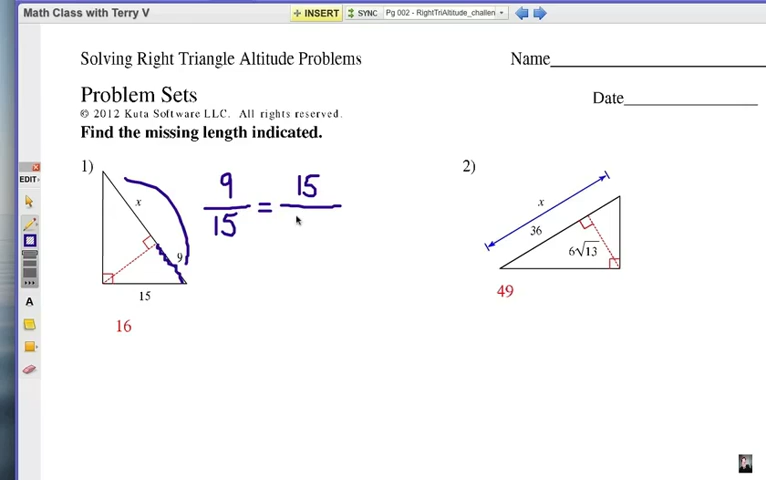 Math Class with Terry V
INSERT
SYNC
Pg 002 - RightTriAltitude_challen
Solving Right Triangle Altitude Problems
Name
Problem Sets
Date
© 2012 Kuta Software LLC. All rights reserved.
Find the missing length indicated.
EDIT
1)
x
9
15
16
9/15 = 15/
2)
x
36
6√13
49
A